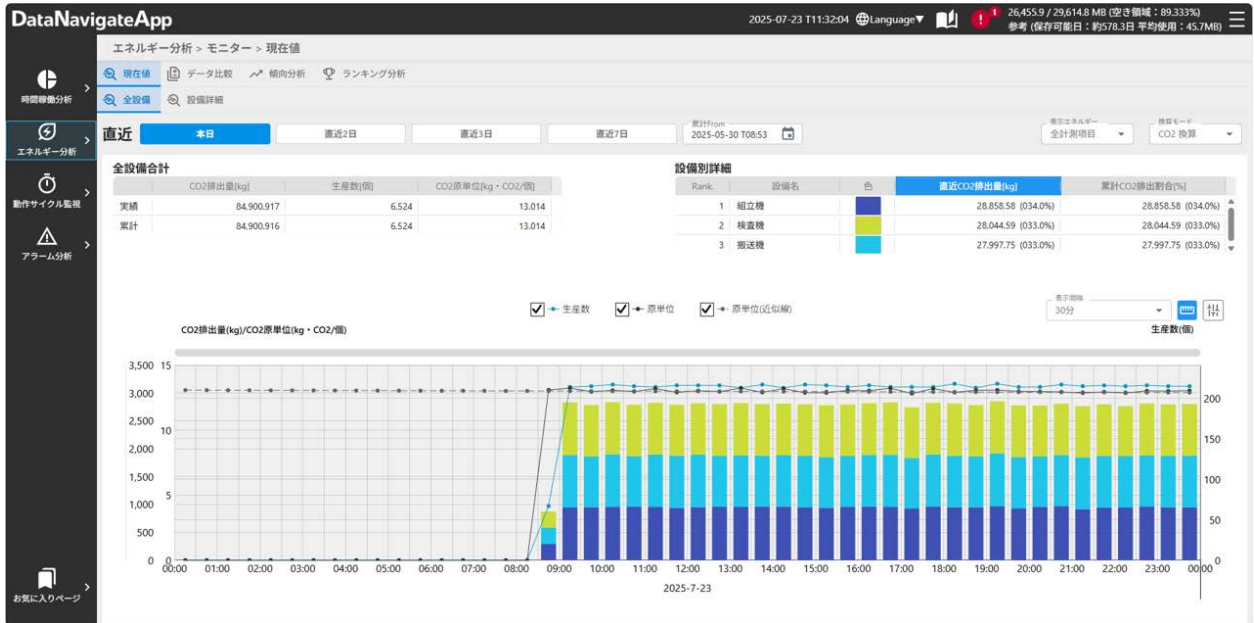 DataNavigateApp
2025-07-23 T11:32:04 Language▼
1
26,455.9 / 29,614.8 MB (空き領域：89.333%)
参考 (保存可能日：約578.3日 平均使用：45.7MB)
エネルギー分析 > モニター > 現在値
現在値 データ比較 傾向分析 ランキング分析
全設備 設備詳細
時間稼働分析
エネルギー分析
動作サイクル監視
アラーム分析
お気に入りページ
直近 本日 直近2日 直近3日 直近7日
累計From
2025-05-30 T08:53
表示エネルギー
全計測項目
換算モード
CO2 換算
全設備合計
CO2排出量[kg] 生産数[個] CO2原単位[kg・CO2/個]
実績 84,900.917 6,524 13.014
累計 84,900.916 6,524 13.014
設備別詳細
Rank. 設備名 色 直近CO2排出量[kg] 累計CO2排出割合[%]
1 組立機 28,858.58 (034.0%) 28,858.58 (034.0%)
2 検査機 28,044.59 (033.0%) 28,044.59 (033.0%)
3 搬送機 27,997.75 (033.0%) 27,997.75 (033.0%)
生産数 原単位 原単位(近似線)
表示間隔
30分
CO2排出量(kg)/CO2原単位(kg・CO2/個)
生産数(個)
3,500 15
3,000
2,500
10
2,000
1,500
5
1,000
500
0 0
200
150
100
50
0
00:00 01:00 02:00 03:00 04:00 05:00 06:00 07:00 08:00 09:00 10:00 11:00 12:00 13:00 14:00 15:00 16:00 17:00 18:00 19:00 20:00 21:00 22:00 23:00 00:00
2025-7-23